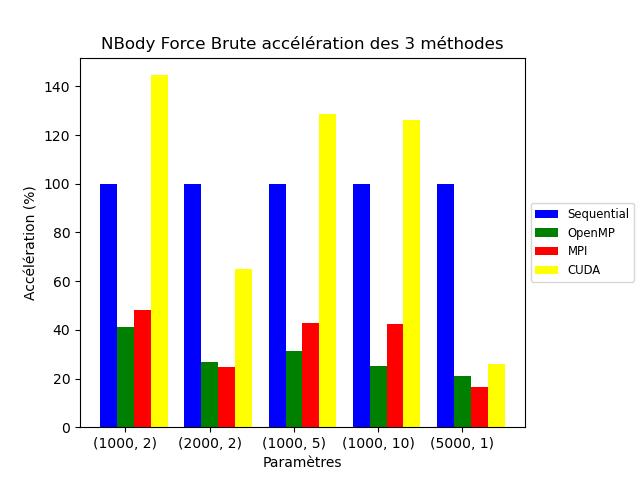 NBody Force Brute accélération des 3 méthodes
Accélération (%)
140
120
100
80
60
40
20
0
(1000, 2) (2000, 2) (1000, 5) (1000, 10) (5000, 1)
Paramètres
Sequential
OpenMP
MPI
CUDA